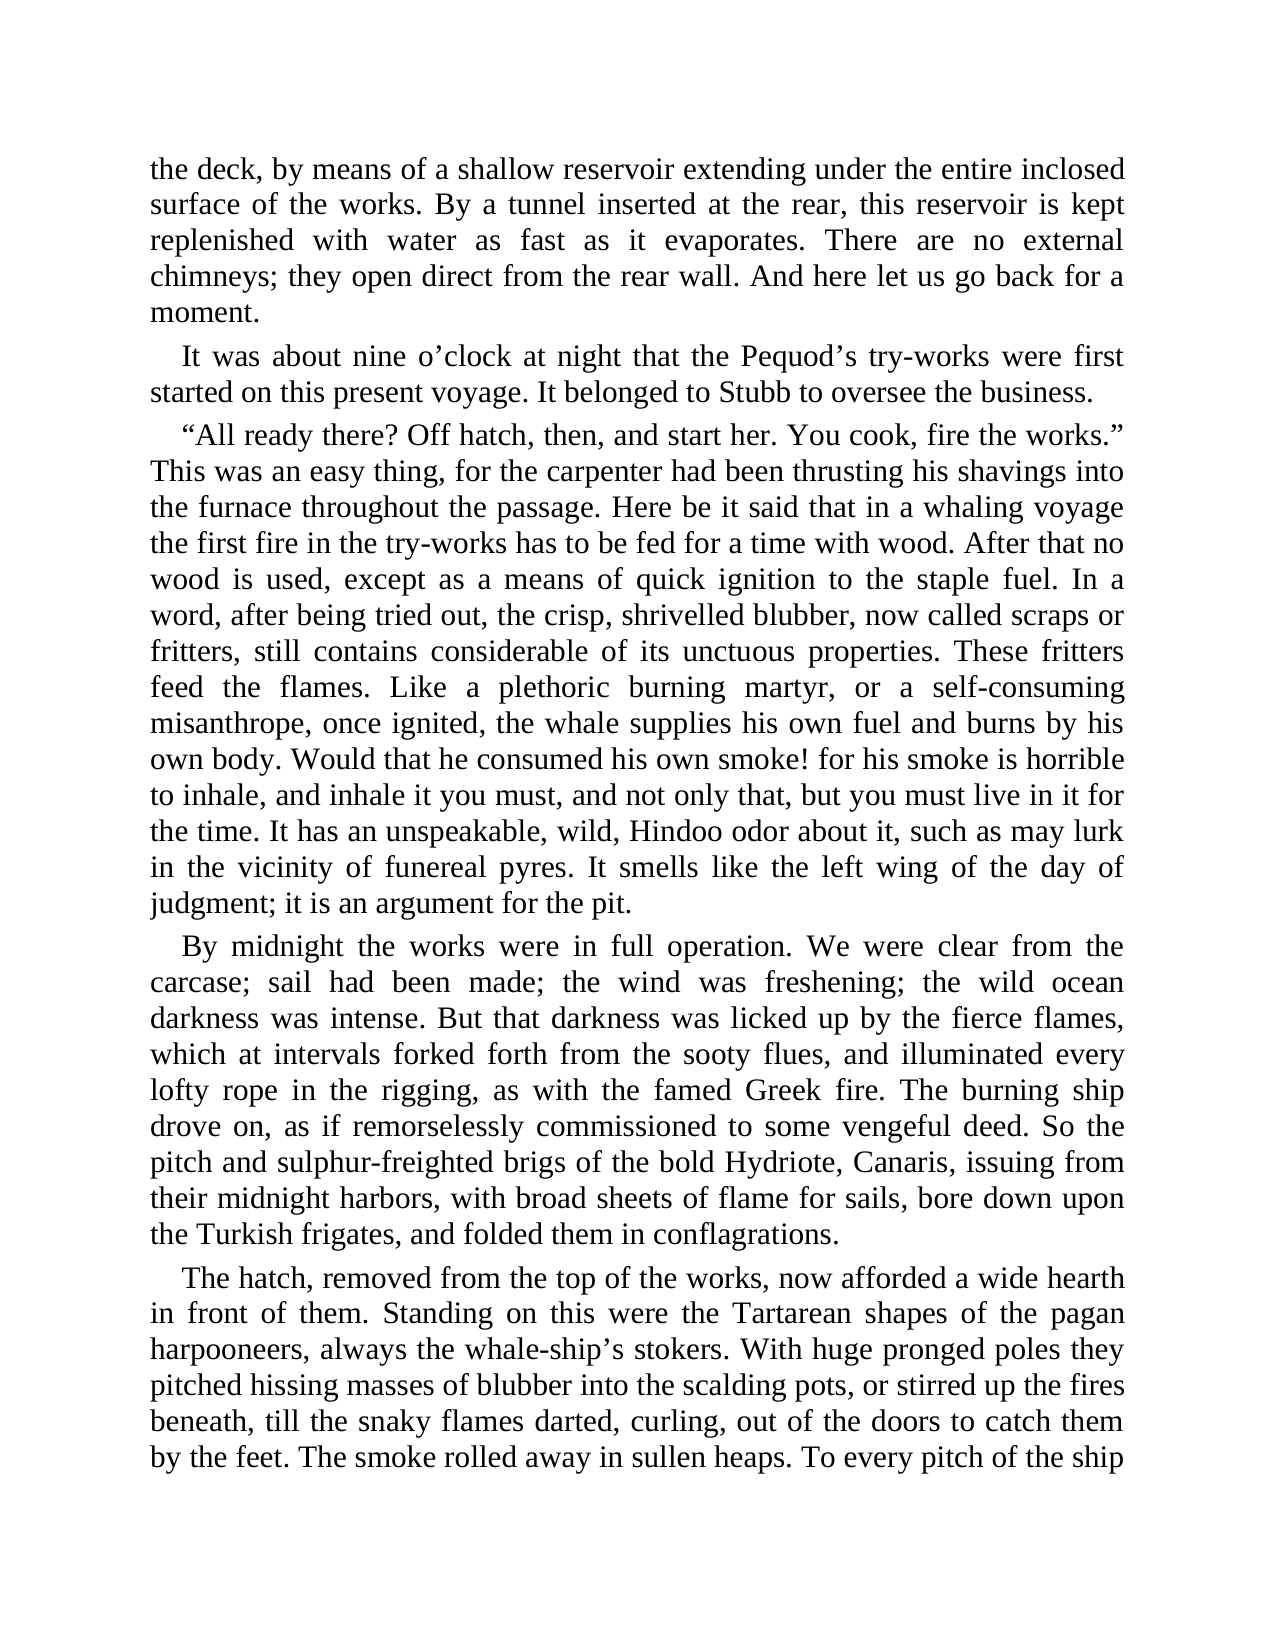 the deck, by means of a shallow reservoir extending under the entire inclosed
surface of the works. By a tunnel inserted at the rear, this reservoir is kept
replenished with water as fast as it evaporates. There are no external
chimneys; they open direct from the rear wall. And here let us go back for a
moment.
It was about nine o’clock at night that the Pequod’s try-works were first
started on this present voyage. It belonged to Stubb to oversee the business.
“All ready there? Off hatch, then, and start her. You cook, fire the works.”
This was an easy thing, for the carpenter had been thrusting his shavings into
the furnace throughout the passage. Here be it said that in a whaling voyage
the first fire in the try-works has to be fed for a time with wood. After that no
wood is used, except as a means of quick ignition to the staple fuel. In a
word, after being tried out, the crisp, shrivelled blubber, now called scraps or
fritters, still contains considerable of its unctuous properties. These fritters
feed the flames. Like a plethoric burning martyr, or a self-consuming
misanthrope, once ignited, the whale supplies his own fuel and burns by his
own body. Would that he consumed his own smoke! for his smoke is horrible
to inhale, and inhale it you must, and not only that, but you must live in it for
the time. It has an unspeakable, wild, Hindoo odor about it, such as may lurk
in the vicinity of funereal pyres. It smells like the left wing of the day of
judgment; it is an argument for the pit.
By midnight the works were in full operation. We were clear from the
carcase; sail had been made; the wind was freshening; the wild ocean
darkness was intense. But that darkness was licked up by the fierce flames,
which at intervals forked forth from the sooty flues, and illuminated every
lofty rope in the rigging, as with the famed Greek fire. The burning ship
drove on, as if remorselessly commissioned to some vengeful deed. So the
pitch and sulphur-freighted brigs of the bold Hydriote, Canaris, issuing from
their midnight harbors, with broad sheets of flame for sails, bore down upon
the Turkish frigates, and folded them in conflagrations.
The hatch, removed from the top of the works, now afforded a wide hearth
in front of them. Standing on this were the Tartarean shapes of the pagan
harpooneers, always the whale-ship’s stokers. With huge pronged poles they
pitched hissing masses of blubber into the scalding pots, or stirred up the fires
beneath, till the snaky flames darted, curling, out of the doors to catch them
by the feet. The smoke rolled away in sullen heaps. To every pitch of the ship